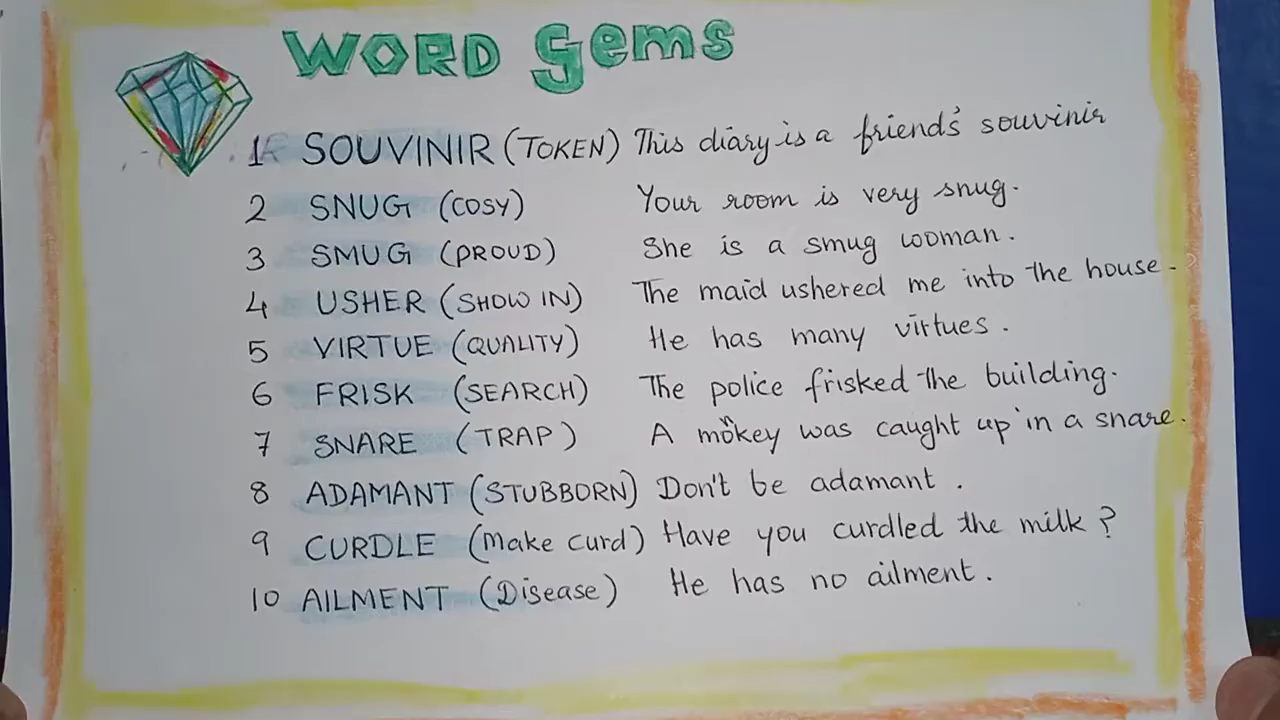 WORD Gems
1 SOUVINIR (TOKEN) This diary is a friend's souvinir
2 SNUG (COSY) Your room is very snug.
3 SMUG (PROUD) She is a smug woman.
4 USHER (SHOW IN) The maid ushered me into the house.
5 VIRTUE (QUALITY) He has many virtues.
6 FRISK (SEARCH) The police frisked the building.
7 SNARE (TRAP) A monkey was caught up in a snare.
8 ADAMANT (STUBBORN) Don't be adamant.
9 CURDLE (Make curd) Have you curdled the milk?
10 AILMENT (Disease) He has no ailment.